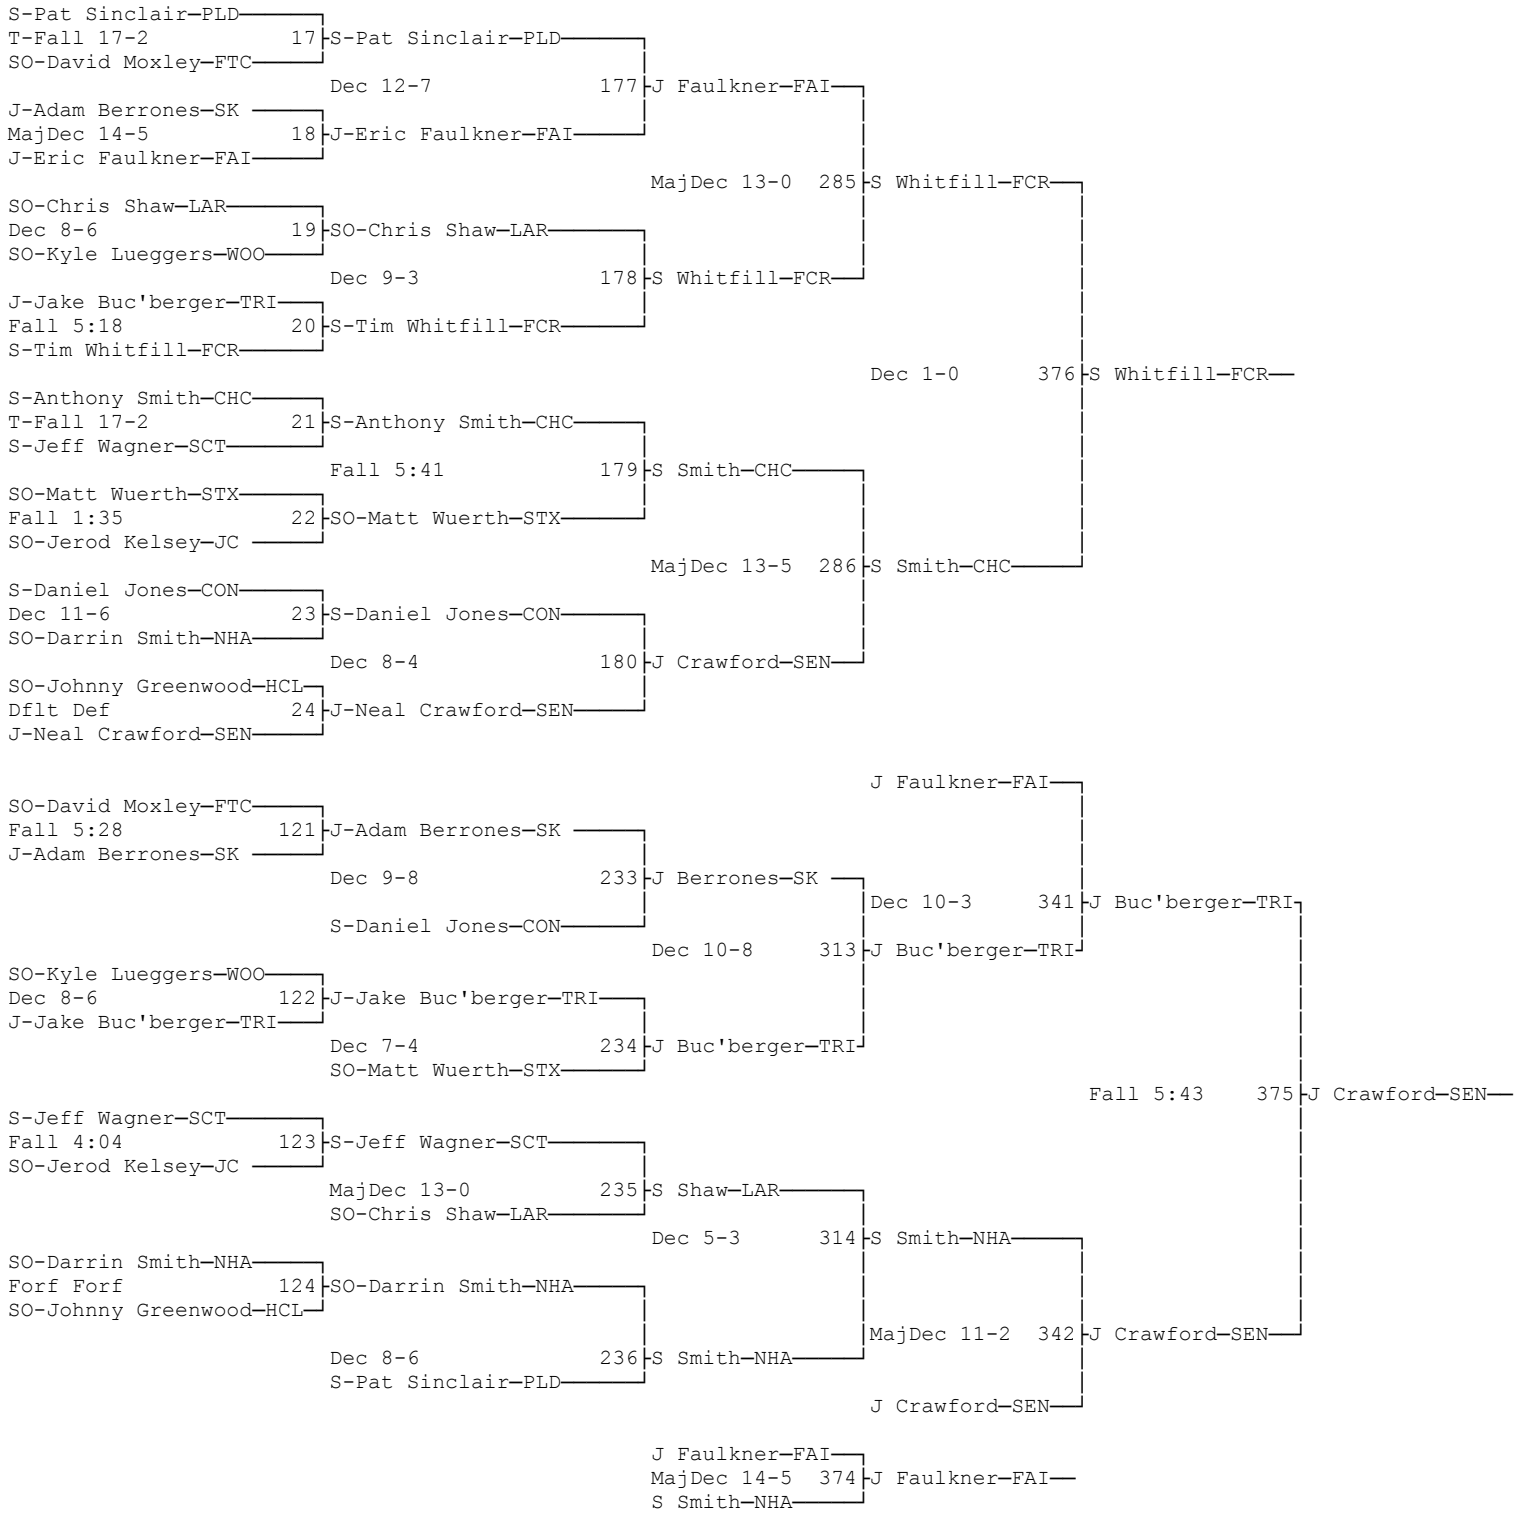 S-Pat Sinclair—PLD
T-Fall 17-2 17 S-Pat Sinclair—PLD
SO-David Moxley—FTC
Dec 12-7 177 J Faulkner—FAI
J-Adam Berrones—SK
MajDec 14-5 18 J-Eric Faulkner—FAI
J-Eric Faulkner—FAI
MajDec 13-0 285 S Whitfill—FCR
SO-Chris Shaw—LAR
Dec 8-6 19 SO-Chris Shaw—LAR
SO-Kyle Lueggers—WOO
Dec 9-3 178 S Whitfill—FCR
J-Jake Buc'berger—TRI
Fall 5:18 20 S-Tim Whitfill—FCR
S-Tim Whitfill—FCR
Dec 1-0 376 S Whitfill—FCR
S-Anthony Smith—CHC
T-Fall 17-2 21 S-Anthony Smith—CHC
S-Jeff Wagner—SCT
Fall 5:41 179 S Smith—CHC
SO-Matt Wuerth—STX
Fall 1:35 22 SO-Matt Wuerth—STX
SO-Jerod Kelsey—JC
MajDec 13-5 286 S Smith—CHC
S-Daniel Jones—CON
Dec 11-6 23 S-Daniel Jones—CON
SO-Darrin Smith—NHA
Dec 8-4 180 J Crawford—SEN
SO-Johnny Greenwood—HCL
Dflt Def 24 J-Neal Crawford—SEN
J-Neal Crawford—SEN
J Faulkner—FAI
SO-David Moxley—FTC
Fall 5:28 121 J-Adam Berrones—SK
J-Adam Berrones—SK
Dec 9-8 233 J Berrones—SK
Dec 10-3 341 J Buc'berger—TRI
S-Daniel Jones—CON
Dec 10-8 313 J Buc'berger—TRI
SO-Kyle Lueggers—WOO
Dec 8-6 122 J-Jake Buc'berger—TRI
J-Jake Buc'berger—TRI
Dec 7-4 234 J Buc'berger—TRI
SO-Matt Wuerth—STX
Fall 5:43 375 J Crawford—SEN
S-Jeff Wagner—SCT
Fall 4:04 123 S-Jeff Wagner—SCT
SO-Jerod Kelsey—JC
MajDec 13-0 235 S Shaw—LAR
SO-Chris Shaw—LAR
Dec 5-3 314 S Smith—NHA
SO-Darrin Smith—NHA
Forf Forf 124 SO-Darrin Smith—NHA
SO-Johnny Greenwood—HCL
MajDec 11-2 342 J Crawford—SEN
Dec 8-6 236 S Smith—NHA
S-Pat Sinclair—PLD
J Crawford—SEN
J Faulkner—FAI
MajDec 14-5 374 J Faulkner—FAI
S Smith—NHA